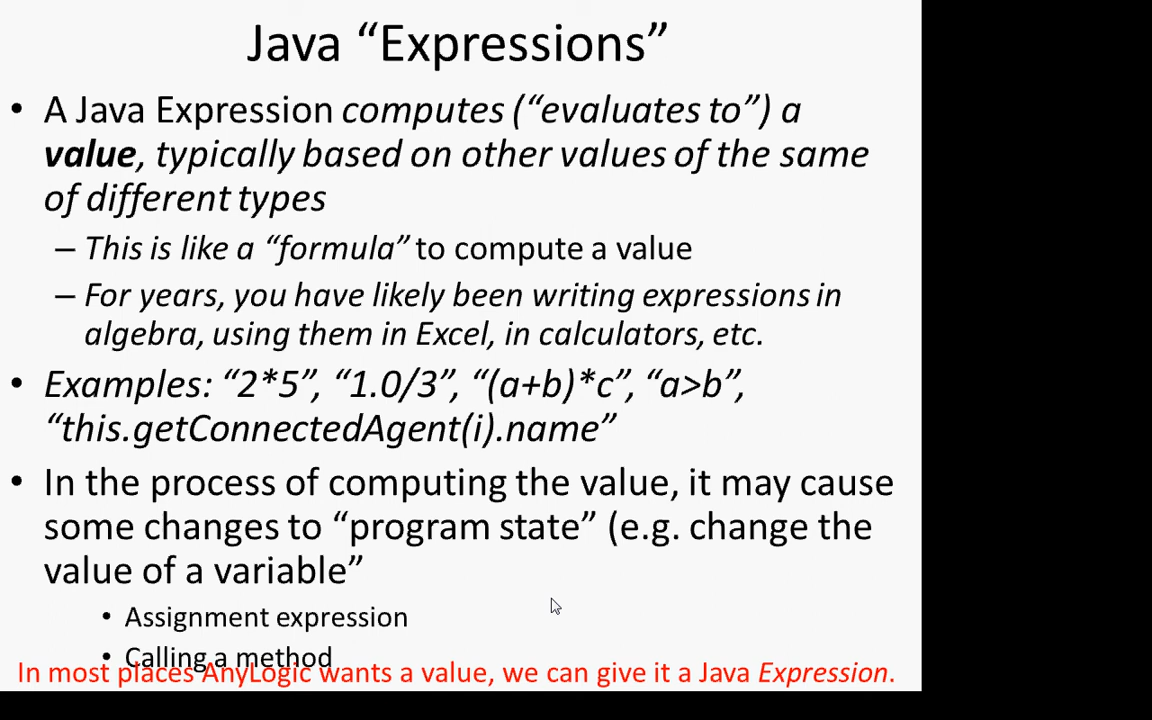 Java “Expressions”
• A Java Expression computes (“evaluates to”) a
value, typically based on other values of the same
of different types
– This is like a “formula” to compute a value
– For years, you have likely been writing expressions in
algebra, using them in Excel, in calculators, etc.
• Examples: “2*5”, “1.0/3”, “(a+b)*c”, “a>b”,
“this.getConnectedAgent(i).name”
• In the process of computing the value, it may cause
some changes to “program state” (e.g. change the
value of a variable”
• Assignment expression
• Calling a method
In most places AnyLogic wants a value, we can give it a Java Expression.